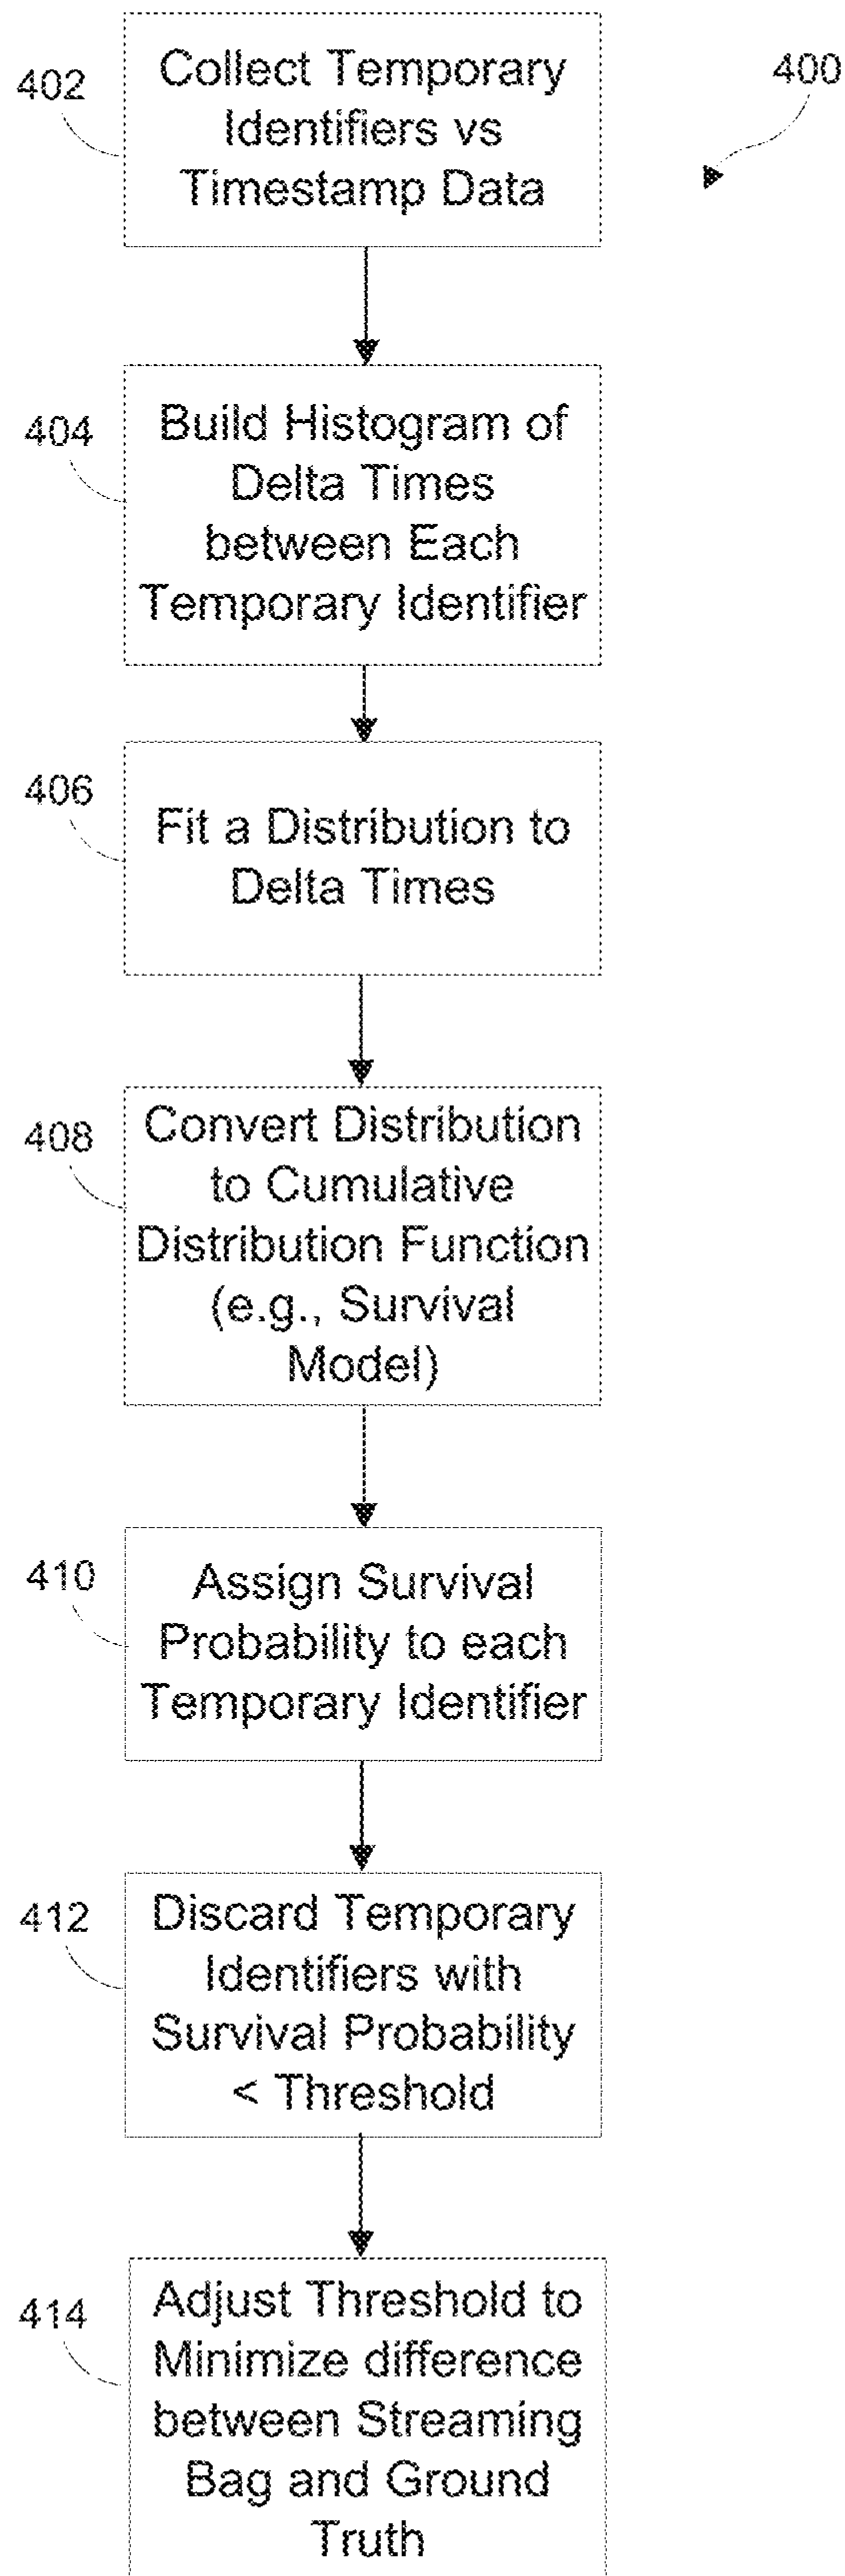 400
402
Collect Temporary
Identifiers vs
Timestamp Data
404
Build Histogram of
Delta Times
between Each
Temporary Identifier
406
Fit a Distribution to
Delta Times
408
Convert Distribution
to Cumulative
Distribution Function
(e.g., Survival
Model)
410
Assign Survival
Probability to each
Temporary Identifier
412
Discard Temporary
Identifiers with
Survival Probability
< Threshold
414
Adjust Threshold to
Minimize difference
between Streaming
Bag and Ground
Truth